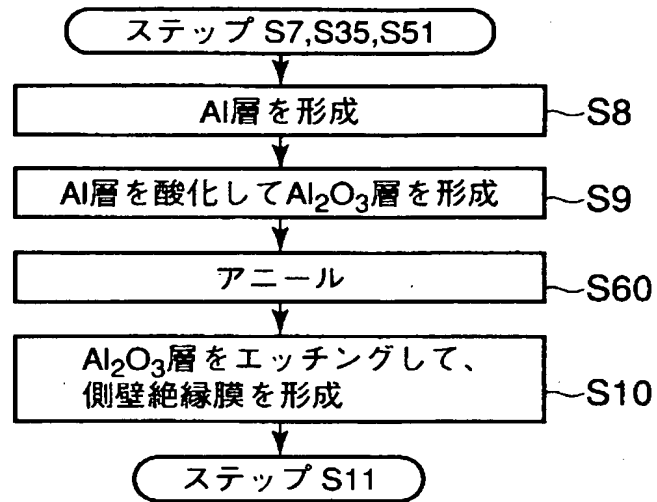 ステップ S7,S35,S51
Al層を形成
S8
Al層を酸化してAl₂O₃層を形成
S9
アニール
S60
Al₂O₃層をエッチングして、
側壁絶縁膜を形成
S10
ステップ S11